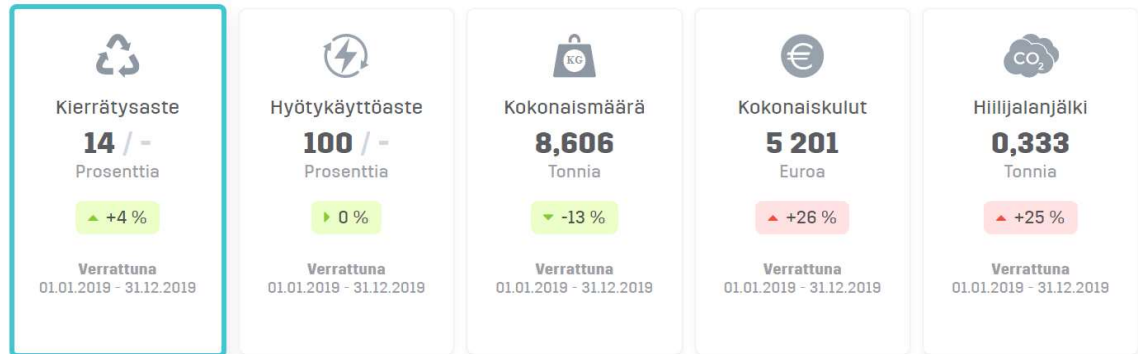 Kierrätysaste
14 / -
Prosenttia
+4 %
Verrattuna
01.01.2019 - 31.12.2019
Hyötykäyttöaste
100 / -
Prosenttia
0 %
Verrattuna
01.01.2019 - 31.12.2019
KG
Kokonaismäärä
8,606
Tonnia
-13 %
Verrattuna
01.01.2019 - 31.12.2019
€
Kokonaiskulut
5 201
Euroa
+26 %
Verrattuna
01.01.2019 - 31.12.2019
CO₂
Hiilijalanjälki
0,333
Tonnia
+25 %
Verrattuna
01.01.2019 - 31.12.2019